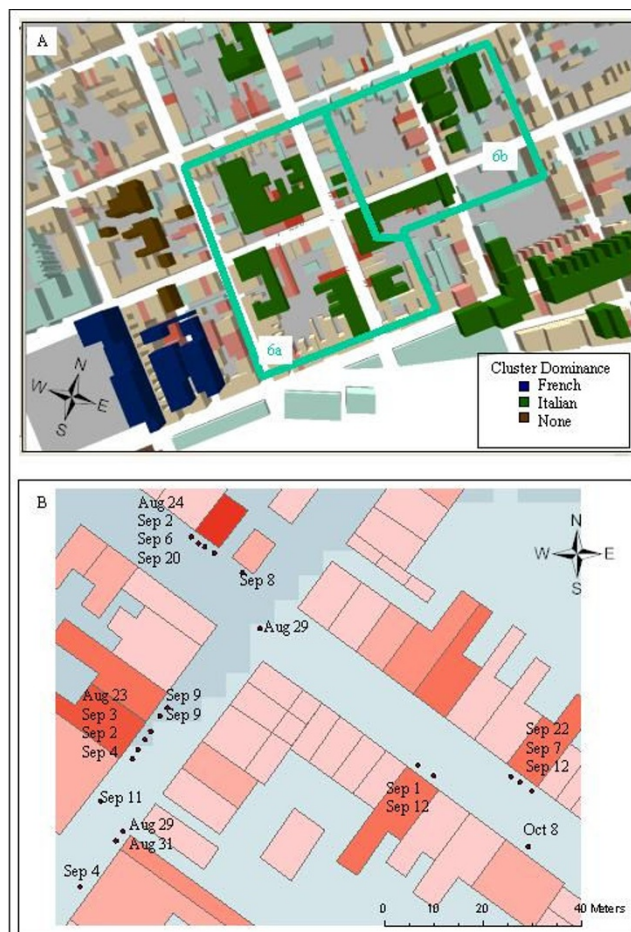 A
6b
6a
N
W
E
S
Cluster Dominance
French
Italian
None
B
Aug 24
Sep 2
Sep 6
Sep 20
Sep 8
N
W
E
S
Aug 29
Aug 23
Sep 9
Sep 3
Sep 9
Sep 2
Sep 4
Sep 22
Sep 7
Sep 12
Sep 1
Sep 12
Sep 11
Aug 29
Aug 31
Oct 8
Sep 4
0 10 20 40 Meters